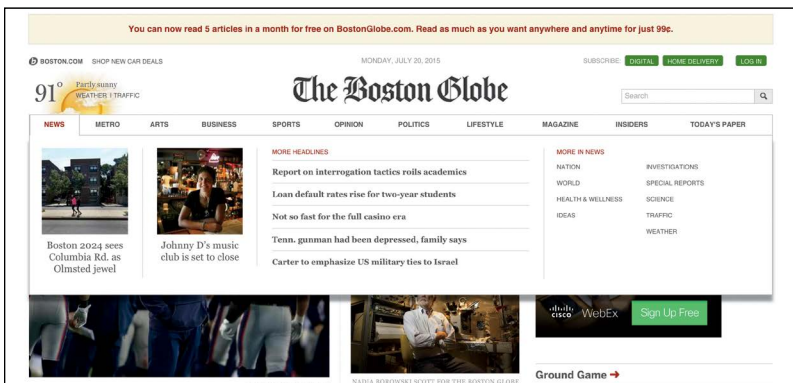 You can now read 5 articles in a month for free on BostonGlobe.com. Read as much as you want anywhere and anytime for just 99¢.
BOSTON.COM SHOP NEW CAR DEALS
MONDAY, JULY 20, 2015
SUBSCRIBE: DIGITAL HOME DELIVERY LOG IN
91° Partly sunny
WEATHER | TRAFFIC
The Boston Globe
Search
NEWS METRO ARTS BUSINESS SPORTS OPINION POLITICS LIFESTYLE MAGAZINE INSIDERS TODAY'S PAPER
Boston 2024 sees
Columbia Rd. as
Olmsted jewel
Johnny D's music
club is set to close
MORE HEADLINES
Report on interrogation tactics roils academics
Loan default rates rise for two-year students
Not so fast for the full casino era
Tenn. gunman had been depressed, family says
Carter to emphasize US military ties to Israel
MORE IN NEWS
NATION
WORLD
HEALTH & WELLNESS
IDEAS
INVESTIGATIONS
SPECIAL REPORTS
SCIENCE
TRAFFIC
WEATHER
cisco WebEx Sign Up Free
NADIA BOROWSKI SCOTT FOR THE BOSTON GLOBE
Ground Game